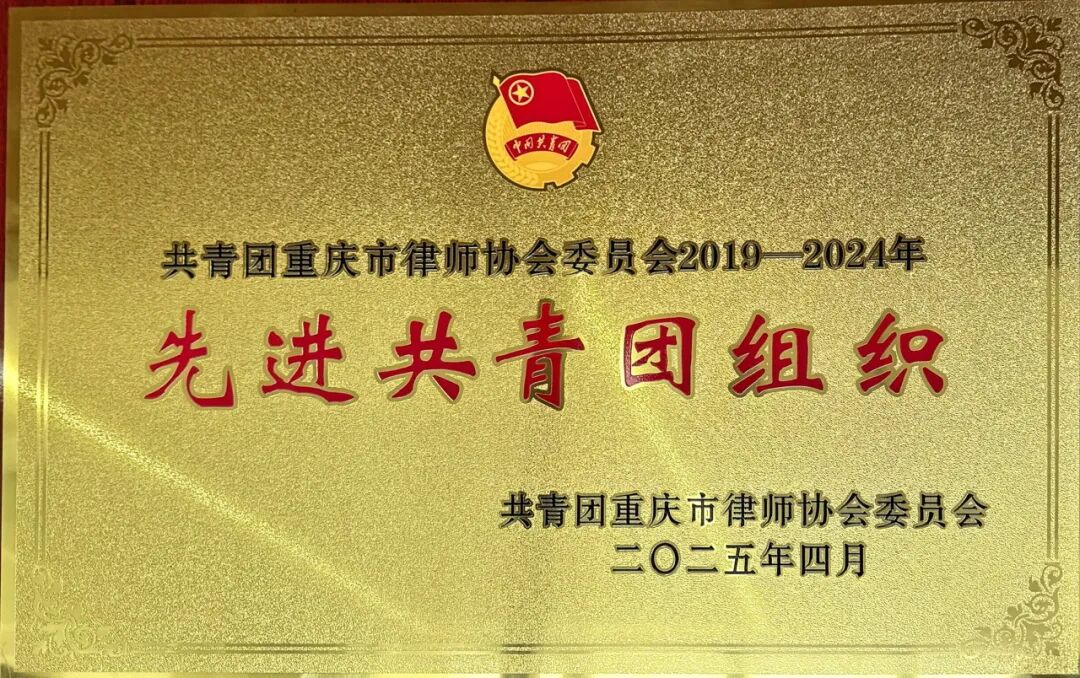 中国共青团
共青团重庆市律师协会委员会2019—2024年
先进共青团组织
共青团重庆市律师协会委员会
二〇二五年四月